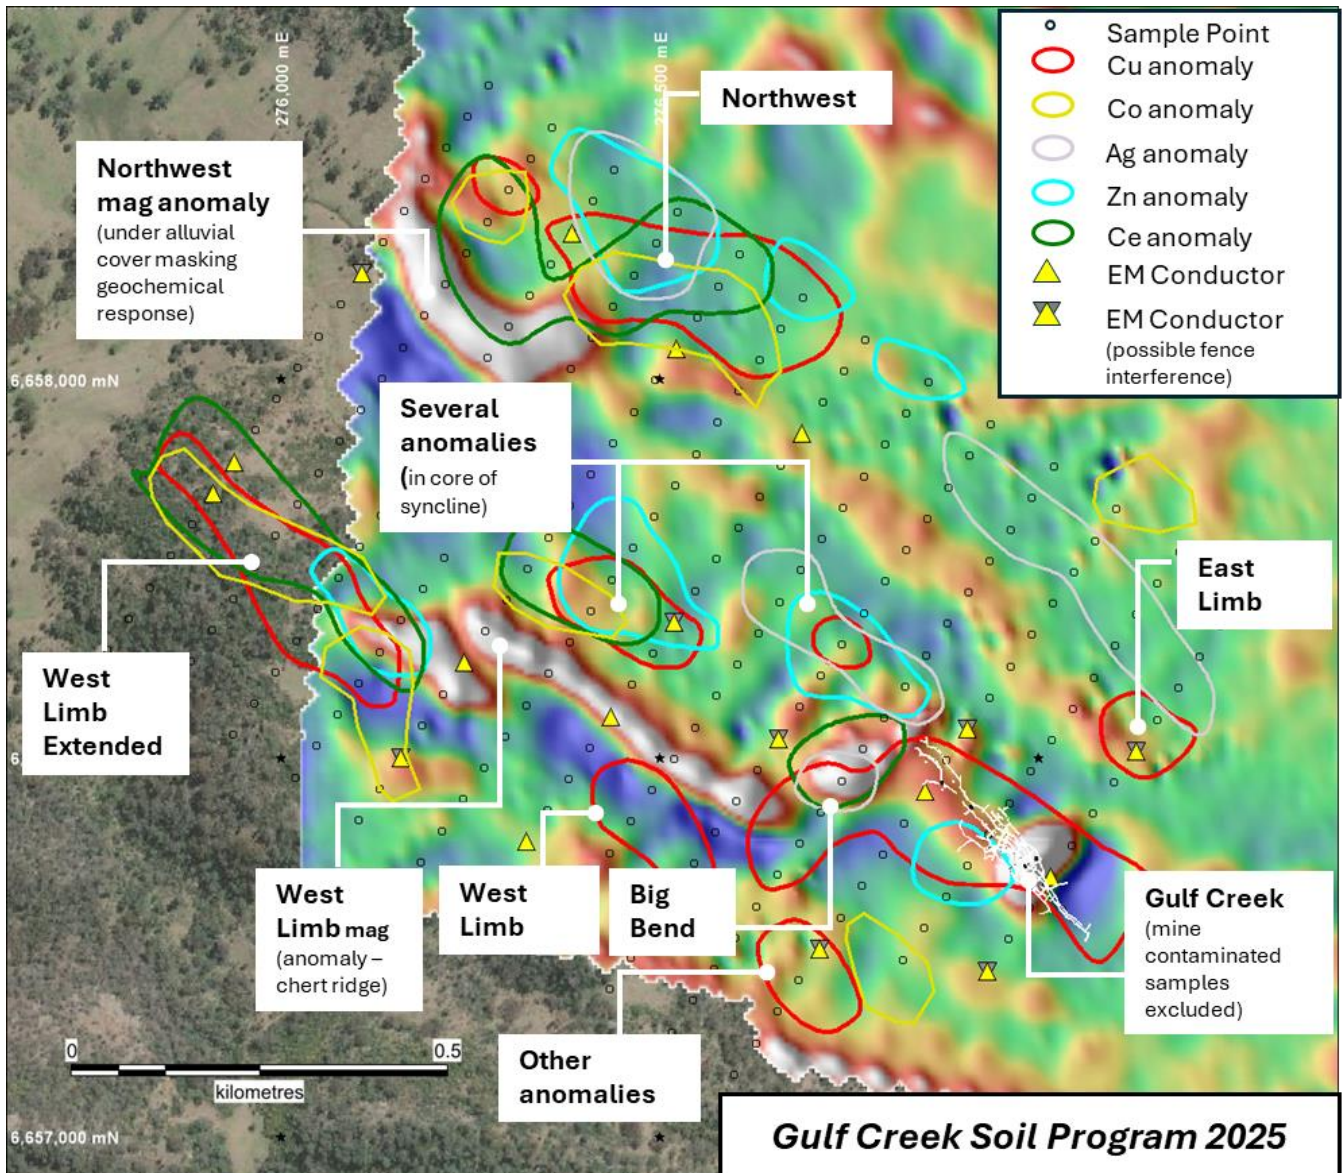 276,000 mE
276,500 mE
Northwest
Northwest
mag anomaly
(under alluvial
cover masking
geochemical
response)
Sample Point
Cu anomaly
Co anomaly
Ag anomaly
Zn anomaly
Ce anomaly
EM Conductor
EM Conductor
(possible fence
interference)
6,658,000 mN
Several
anomalies
(in core of
syncline)
East
Limb
West
Limb
Extended
West
Limb mag
(anomaly –
chert ridge)
West
Limb
Big
Bend
Gulf Creek
(mine
contaminated
samples
excluded)
Other
anomalies
0
0.5
kilometres
6,657,000 mN
Gulf Creek Soil Program 2025